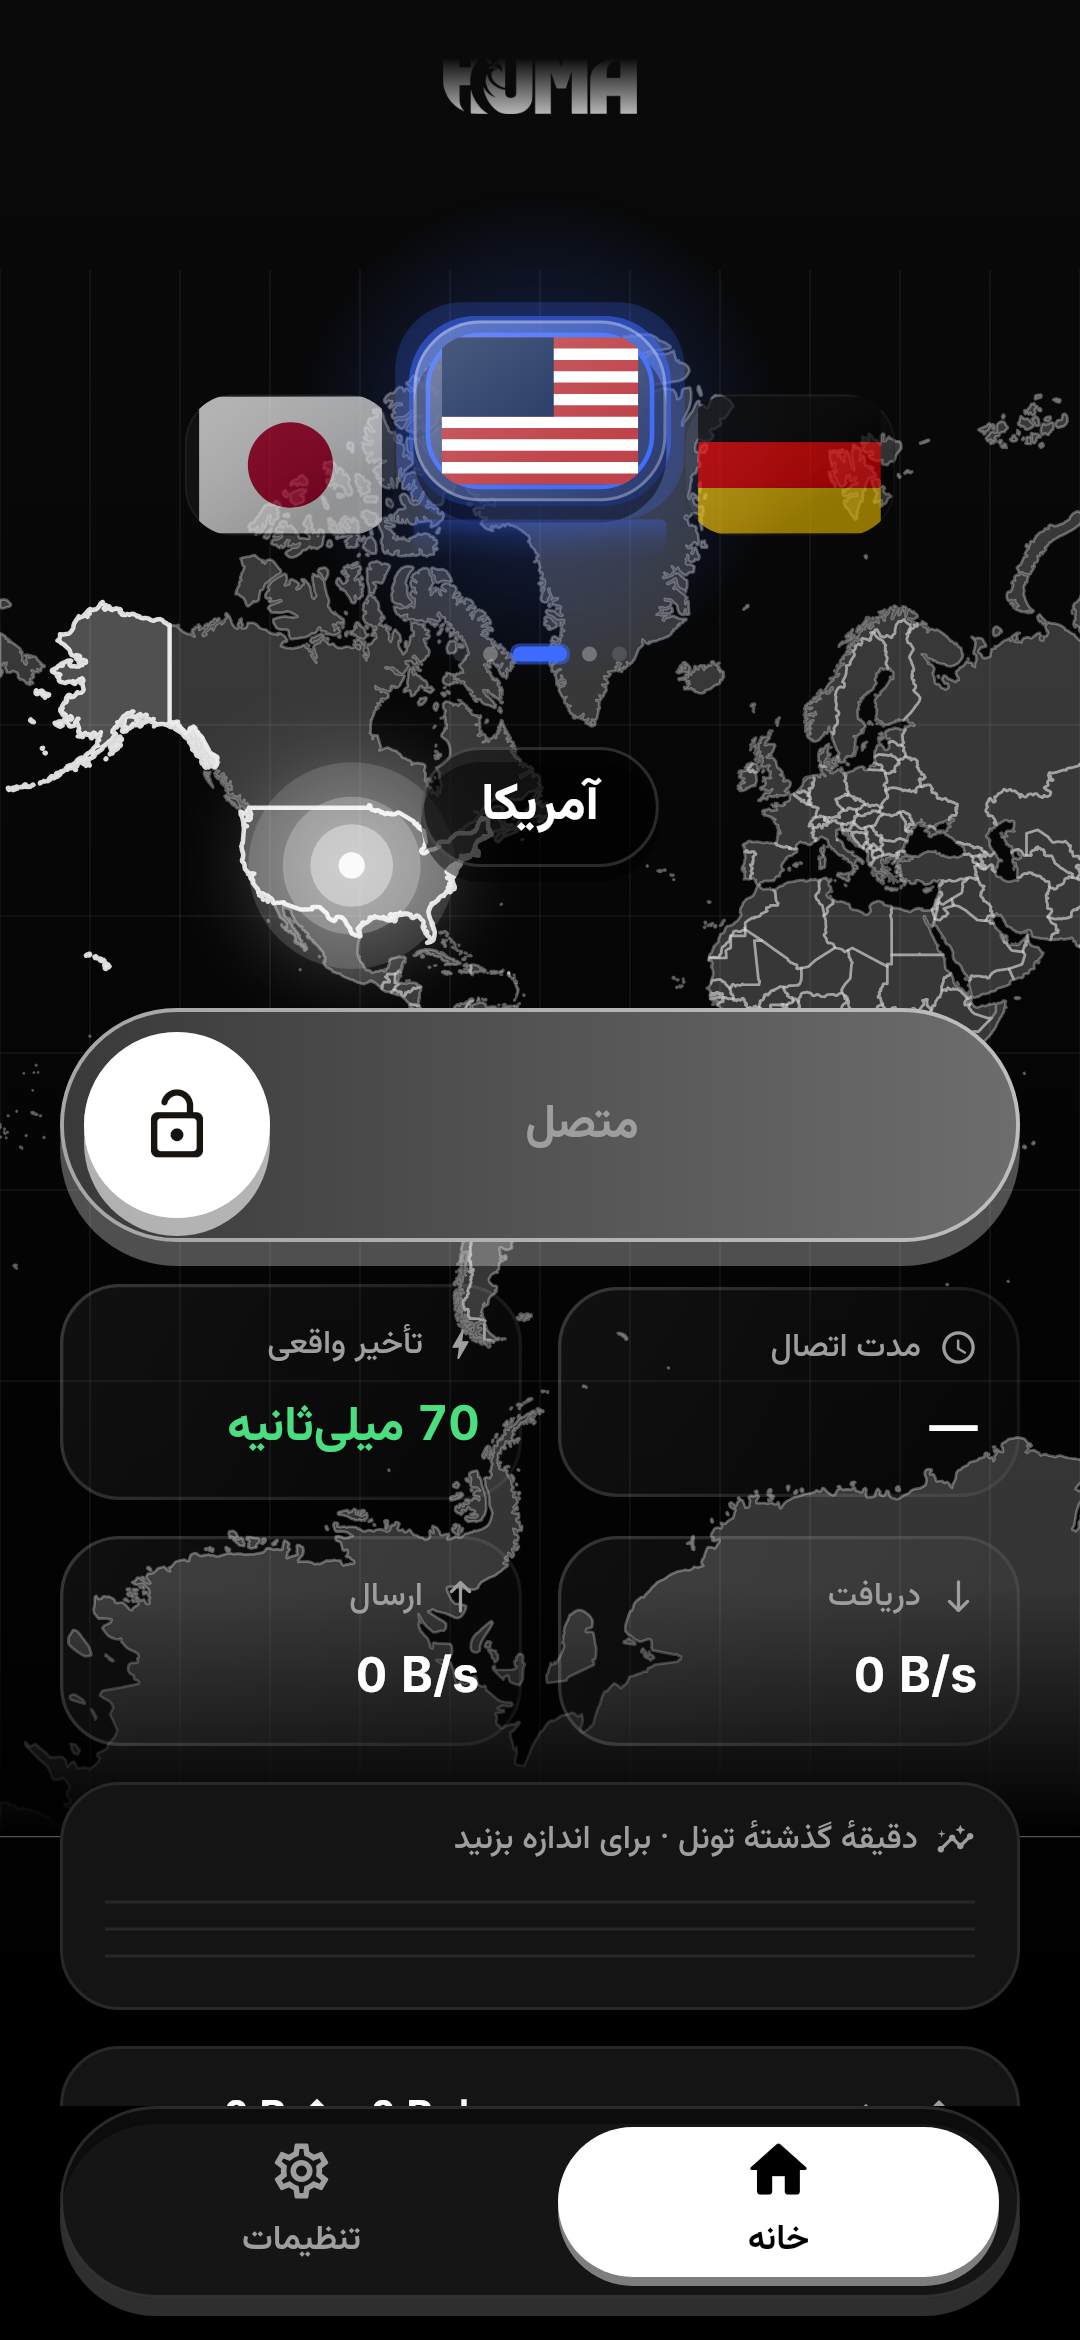 آمریکا
متصل
مدت اتصال
—
تأخیر واقعی
70 میلی‌ثانیه
دریافت
0 B/s
ارسال
0 B/s
دقیقهٔ گذشتهٔ تونل · برای اندازه بزنید
خانه
تنظیمات